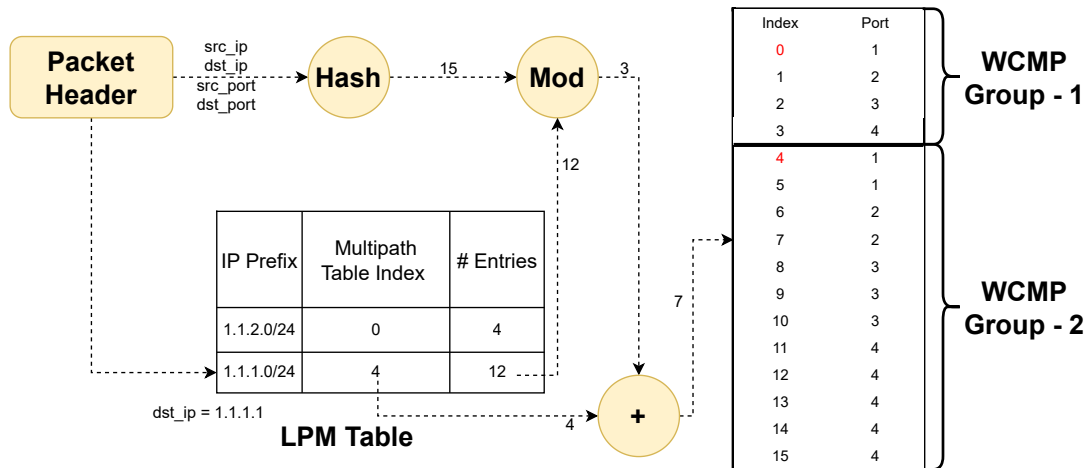 Packet
Header
src_ip
dst_ip
src_port
dst_port
Hash
15
Mod
3
12
IP Prefix Multipath Table Index # Entries
1.1.2.0/24 0 4
1.1.1.0/24 4 12
dst_ip = 1.1.1.1
LPM Table
4
+
7
Index Port
0 1
1 2
2 3
3 4
4 1
5 1
6 2
7 2
8 3
9 3
10 3
11 4
12 4
13 4
14 4
15 4
WCMP
Group - 1
WCMP
Group - 2